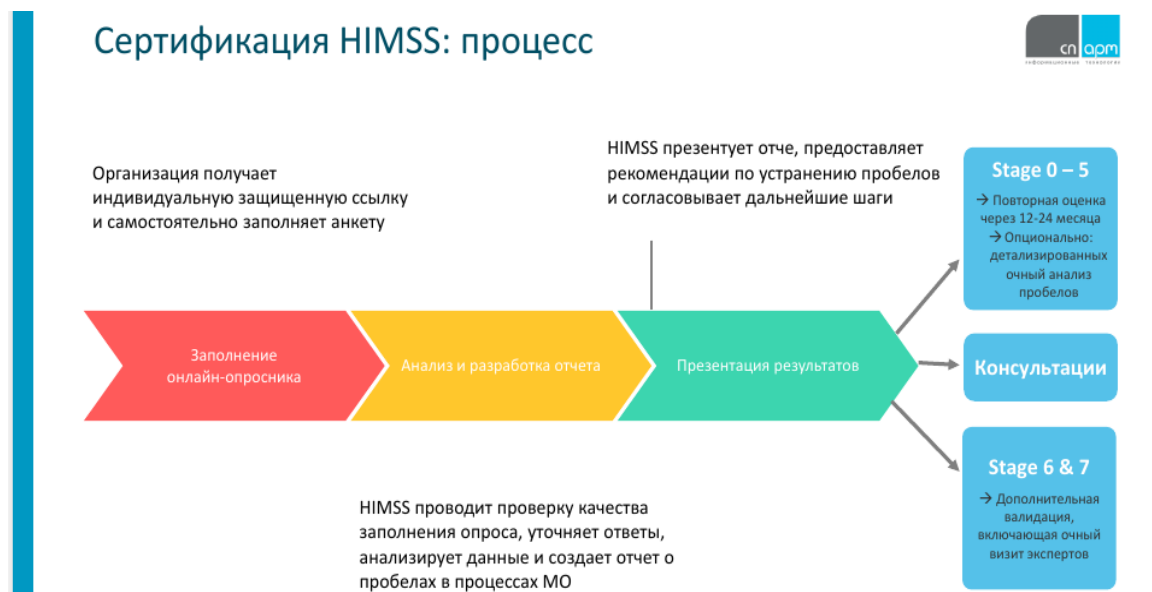 Сертификация HIMSS: процесс
сп арм
информационные технологии
Организация получает
индивидуальную защищенную ссылку
и самостоятельно заполняет анкету
HIMSS презентует отче, предоставляет
рекомендации по устранению пробелов
и согласовывает дальнейшие шаги
Заполнение
онлайн-опросника
Анализ и разработка отчета
Презентация результатов
HIMSS проводит проверку качества
заполнения опроса, уточняет ответы,
анализирует данные и создает отчет о
пробелах в процессах МО
Stage 0 – 5
→ Повторная оценка
через 12-24 месяца
→ Опционально:
детализированных
очный анализ
пробелов
Консультации
Stage 6 & 7
→ Дополнительная
валидация,
включающая очный
визит экспертов